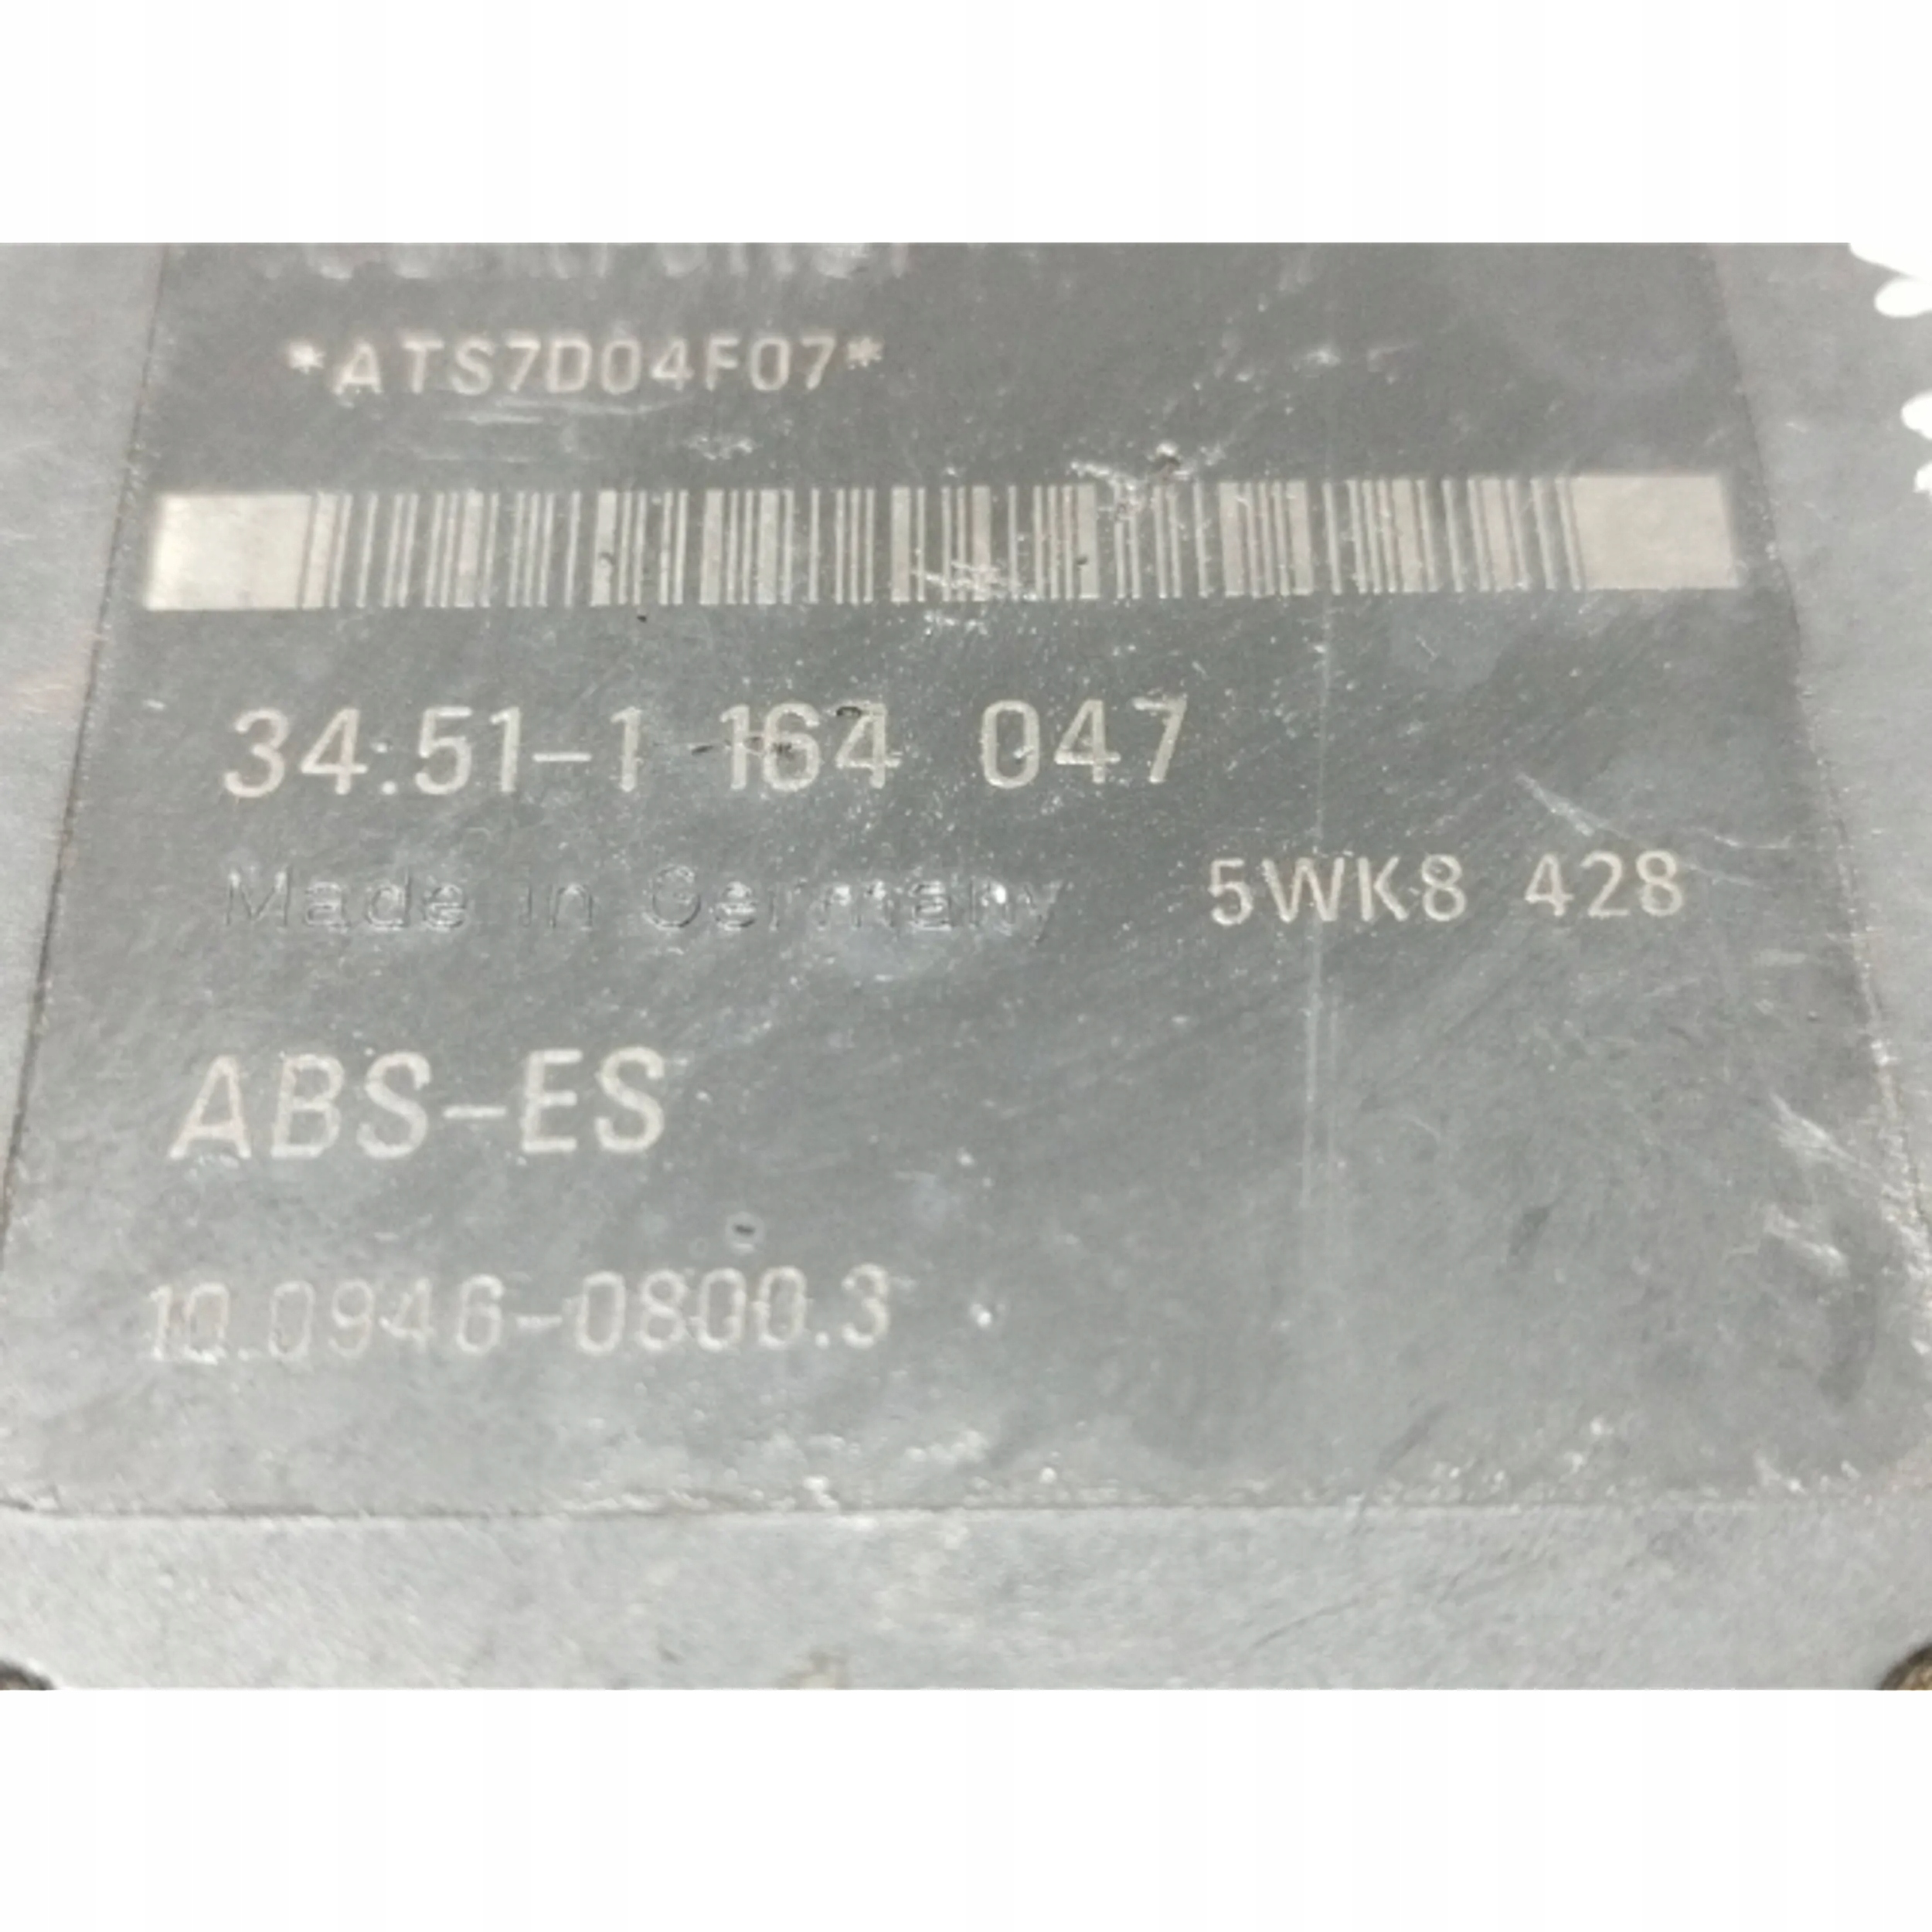 *ATS7D04F07*
34.51-1 164 047
Made in Germany 5WK8 428
ABS-ES
10.0946-0800.3